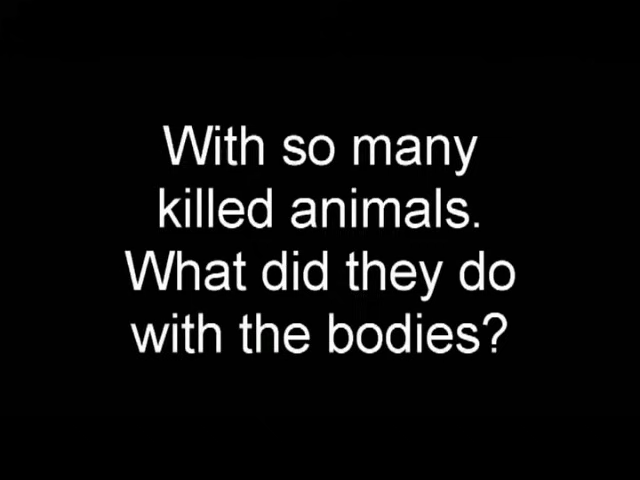 With so many
killed animals.
What did they do
with the bodies?